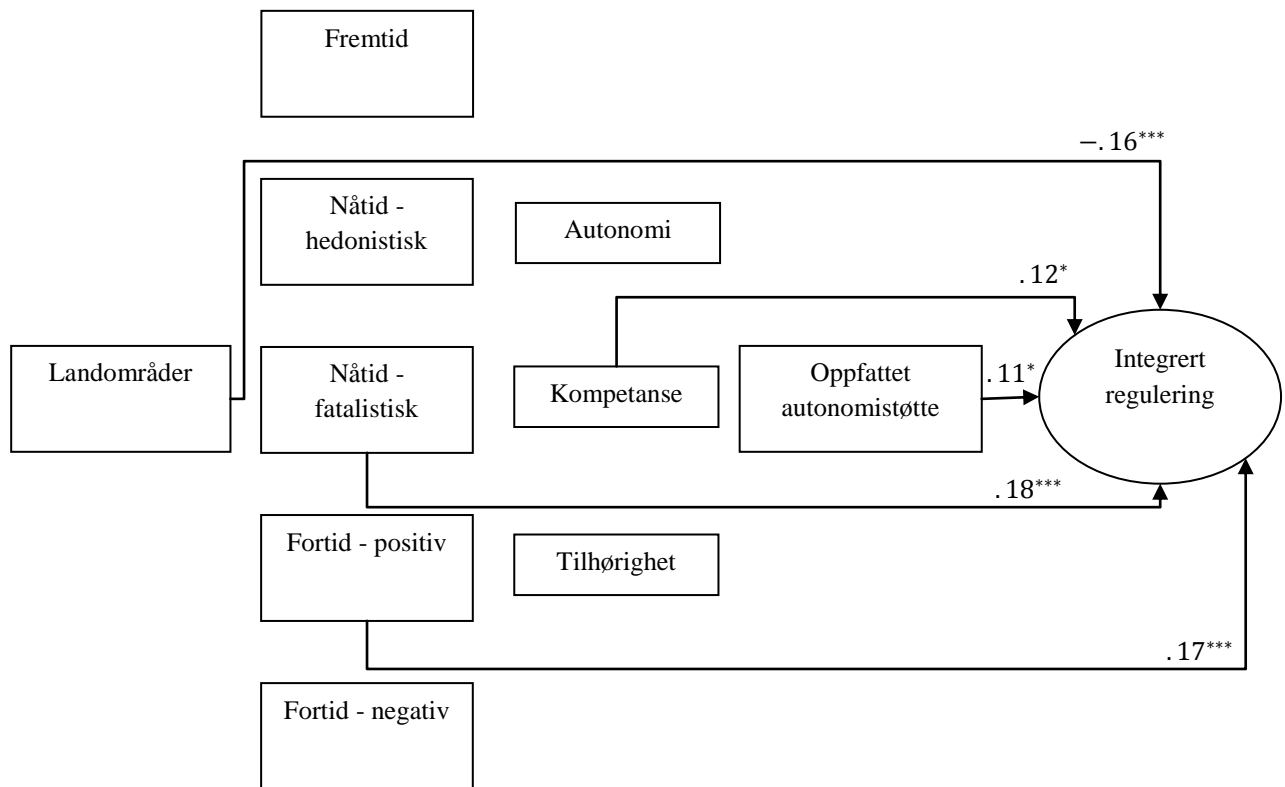 Fremtid
−.16***
Nåtid -
hedonistisk
Autonomi
.12*
Landområder
Nåtid -
fatalistisk
Kompetanse
Oppfattet
autonomistøtte
.11*
Integrert
regulering
.18***
Fortid - positiv
Tilhørighet
.17***
Fortid - negativ